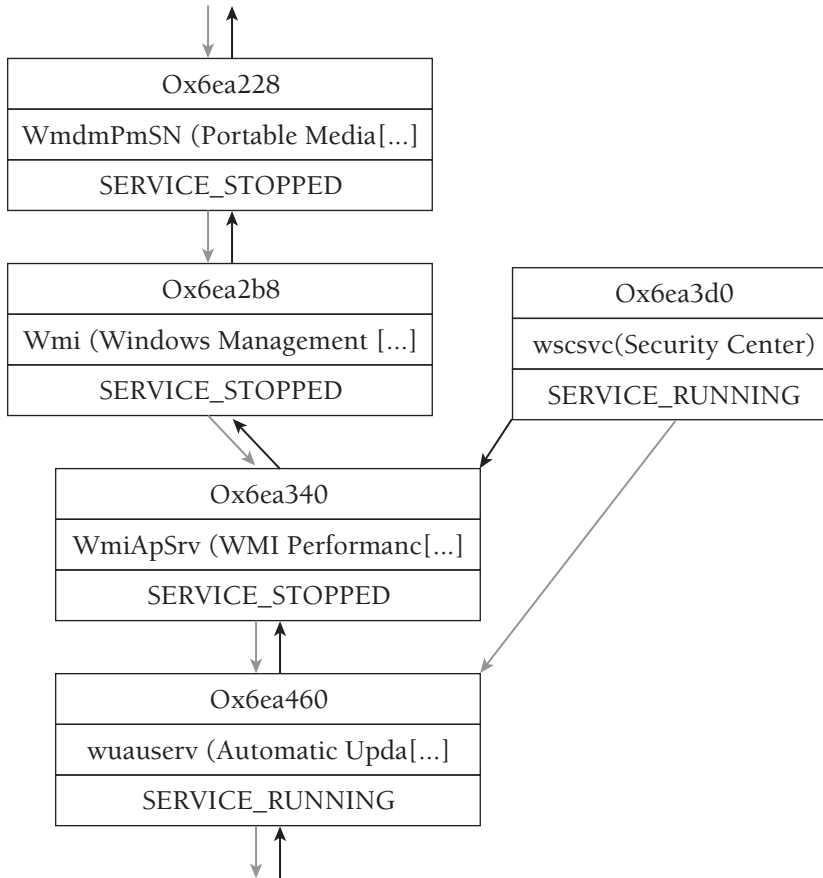 Ox6ea228
WmdmPmSN (Portable Media[...]
SERVICE_STOPPED
Ox6ea2b8
Wmi (Windows Management [...]
SERVICE_STOPPED
Ox6ea3d0
wscsvc(Security Center)
SERVICE_RUNNING
Ox6ea340
WmiApSrv (WMI Performanc[...]
SERVICE_STOPPED
Ox6ea460
wuauserv (Automatic Upda[...]
SERVICE_RUNNING